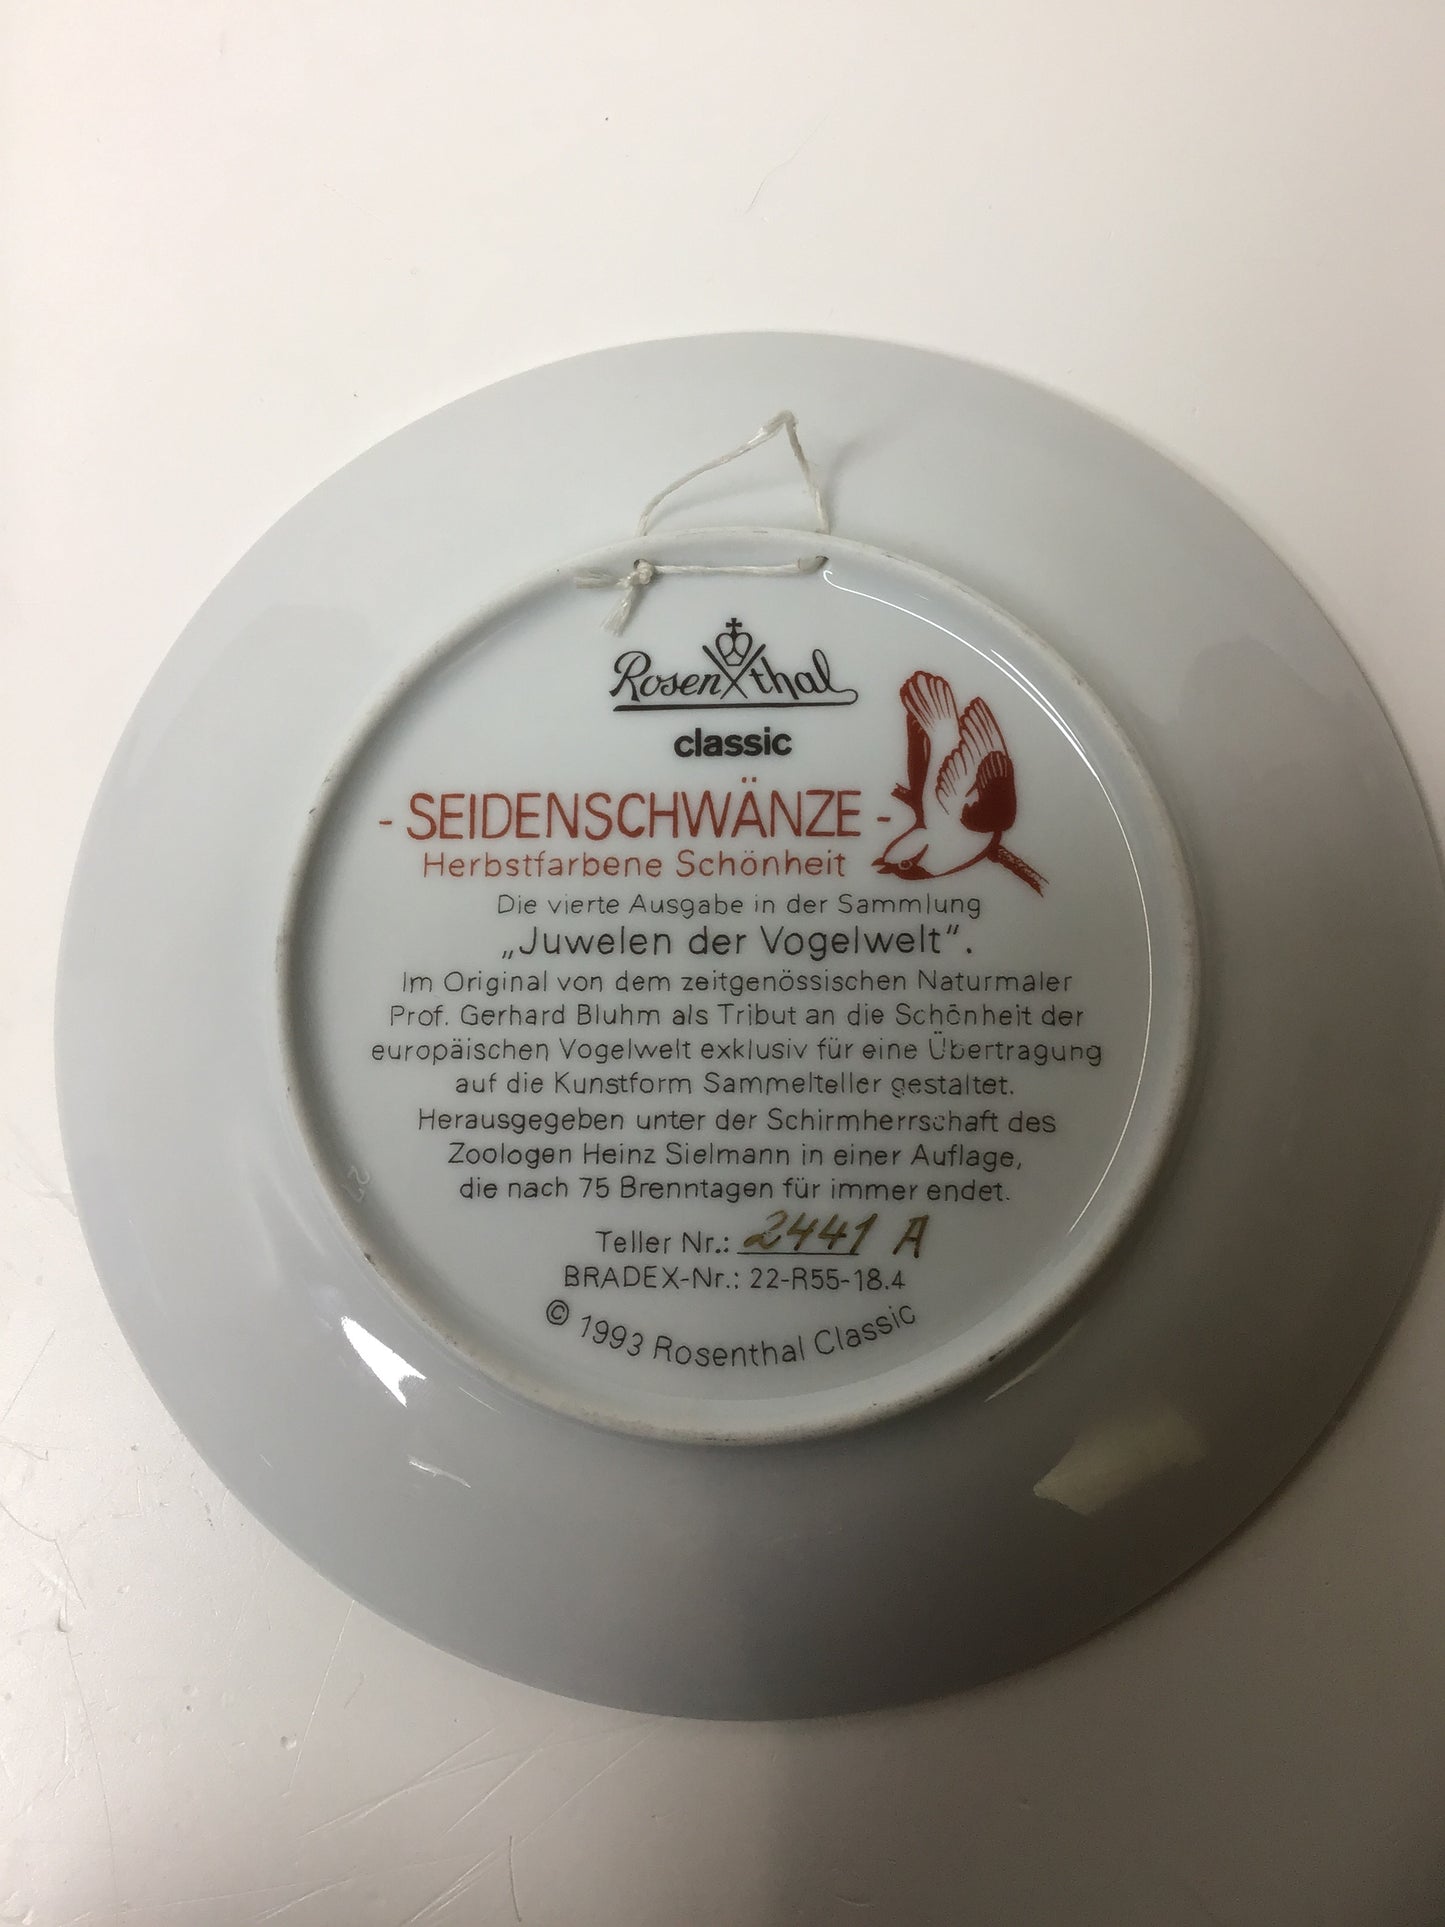 Rosenthal
classic
- SEIDENSCHWÄNZE -
Herbstfarbene Schönheit
Die vierte Ausgabe in der Sammlung
„Juwelen der Vogelwelt".
Im Original von dem zeitgenössischen Naturmaler
Prof. Gerhard Bluhm als Tribut an die Schönheit der
europäischen Vogelwelt exklusiv für eine Übertragung
auf die Kunstform Sammelteller gestaltet.
Herausgegeben unter der Schirmherrschaft des
Zoologen Heinz Sielmann in einer Auflage,
die nach 75 Brenntagen für immer endet.
Teller Nr.: 2441 A
BRADEX-Nr.: 22-R55-18.4
© 1993 Rosenthal Classic